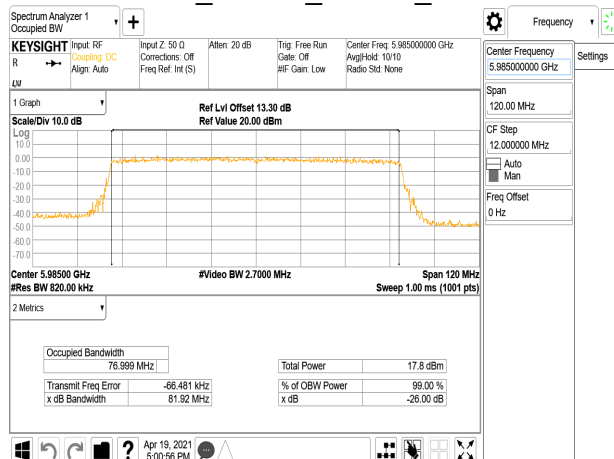 Spectrum Analyzer 1
Occupied BW
Frequency
KEYSIGHT
R
Input: RF
Coupling: DC
Align: Auto
Input Z: 50 Ω
Corrections: Off
Freq Ref: Int (S)
Atten: 20 dB
Trig: Free Run
Gate: Off
#IF Gain: Low
Center Freq: 5.985000000 GHz
Avg|Hold: 10/10
Radio Std: None
Center Frequency
5.985000000 GHz
Settings
Span
120.00 MHz
CF Step
12.000000 MHz
Auto
Man
Freq Offset
0 Hz
1 Graph
Scale/Div 10.0 dB
Ref Lvl Offset 13.30 dB
Ref Value 20.00 dBm
Log
10.0
0.00
-10.0
-20.0
-30.0
-40.0
-50.0
-60.0
-70.0
Center 5.98500 GHz
#Video BW 2.7000 MHz
Span 120 MHz
#Res BW 820.00 kHz
Sweep 1.00 ms (1001 pts)
2 Metrics
Occupied Bandwidth
76.999 MHz
Total Power 17.8 dBm
Transmit Freq Error -66.481 kHz
% of OBW Power 99.00 %
x dB Bandwidth 81.92 MHz
x dB -26.00 dB
?
Apr 19, 2021
5:00:56 PM